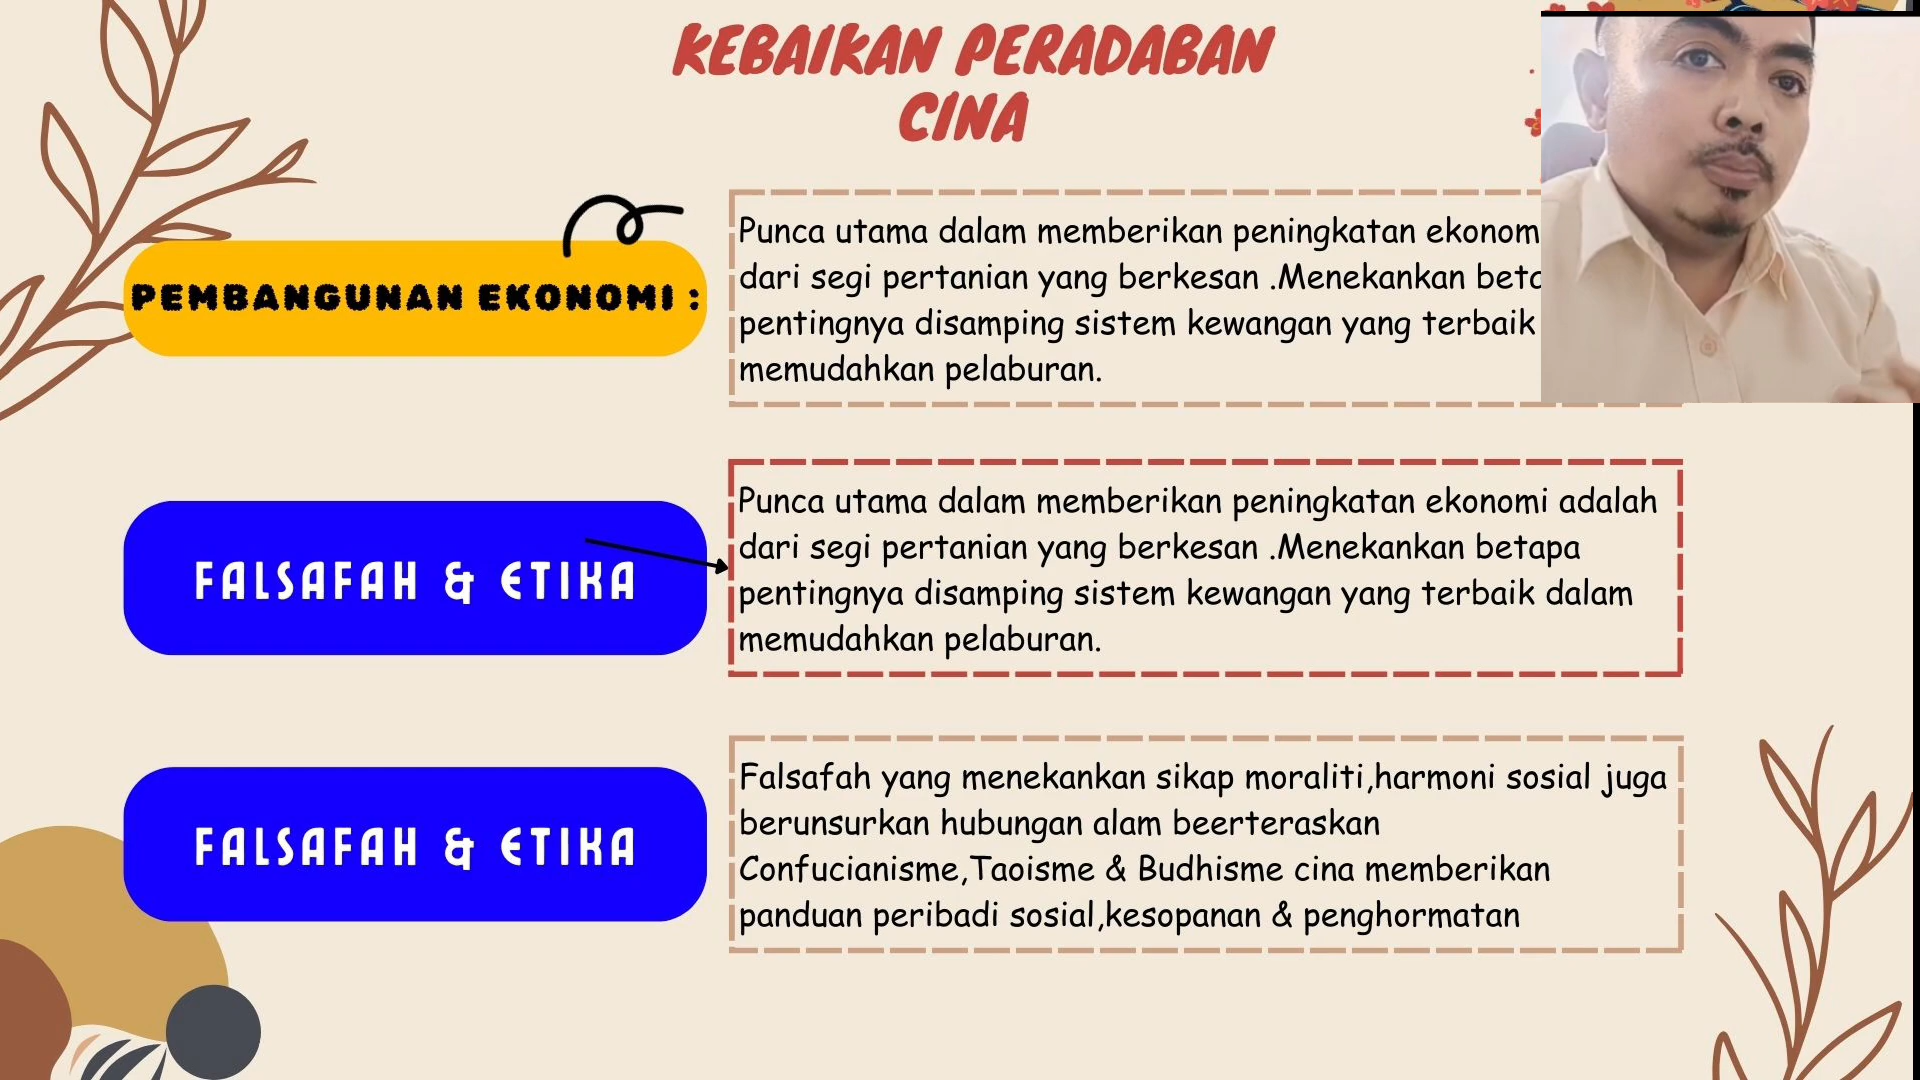 KEBAIKAN PERADABAN
CINA
PEMBANGUNAN EKONOMI :
Punca utama dalam memberikan peningkatan ekonom
dari segi pertanian yang berkesan .Menekankan
pentingnya disamping sistem kewangan yang terbaik
memudahkan pelaburan.
FALSAFAH & ETIKA
Punca utama dalam memberikan peningkatan ekonomi adalah
dari segi pertanian yang berkesan .Menekankan betapa
pentingnya disamping sistem kewangan yang terbaik dalam
memudahkan pelaburan.
FALSAFAH & ETIKA
Falsafah yang menekankan sikap moraliti,harmoni sosial juga
berunsurkan hubungan alam beerteraskan
Confucianisme,Taoisme & Budhisme cina memberikan
panduan peribadi sosial,kesopanan & penghormatan